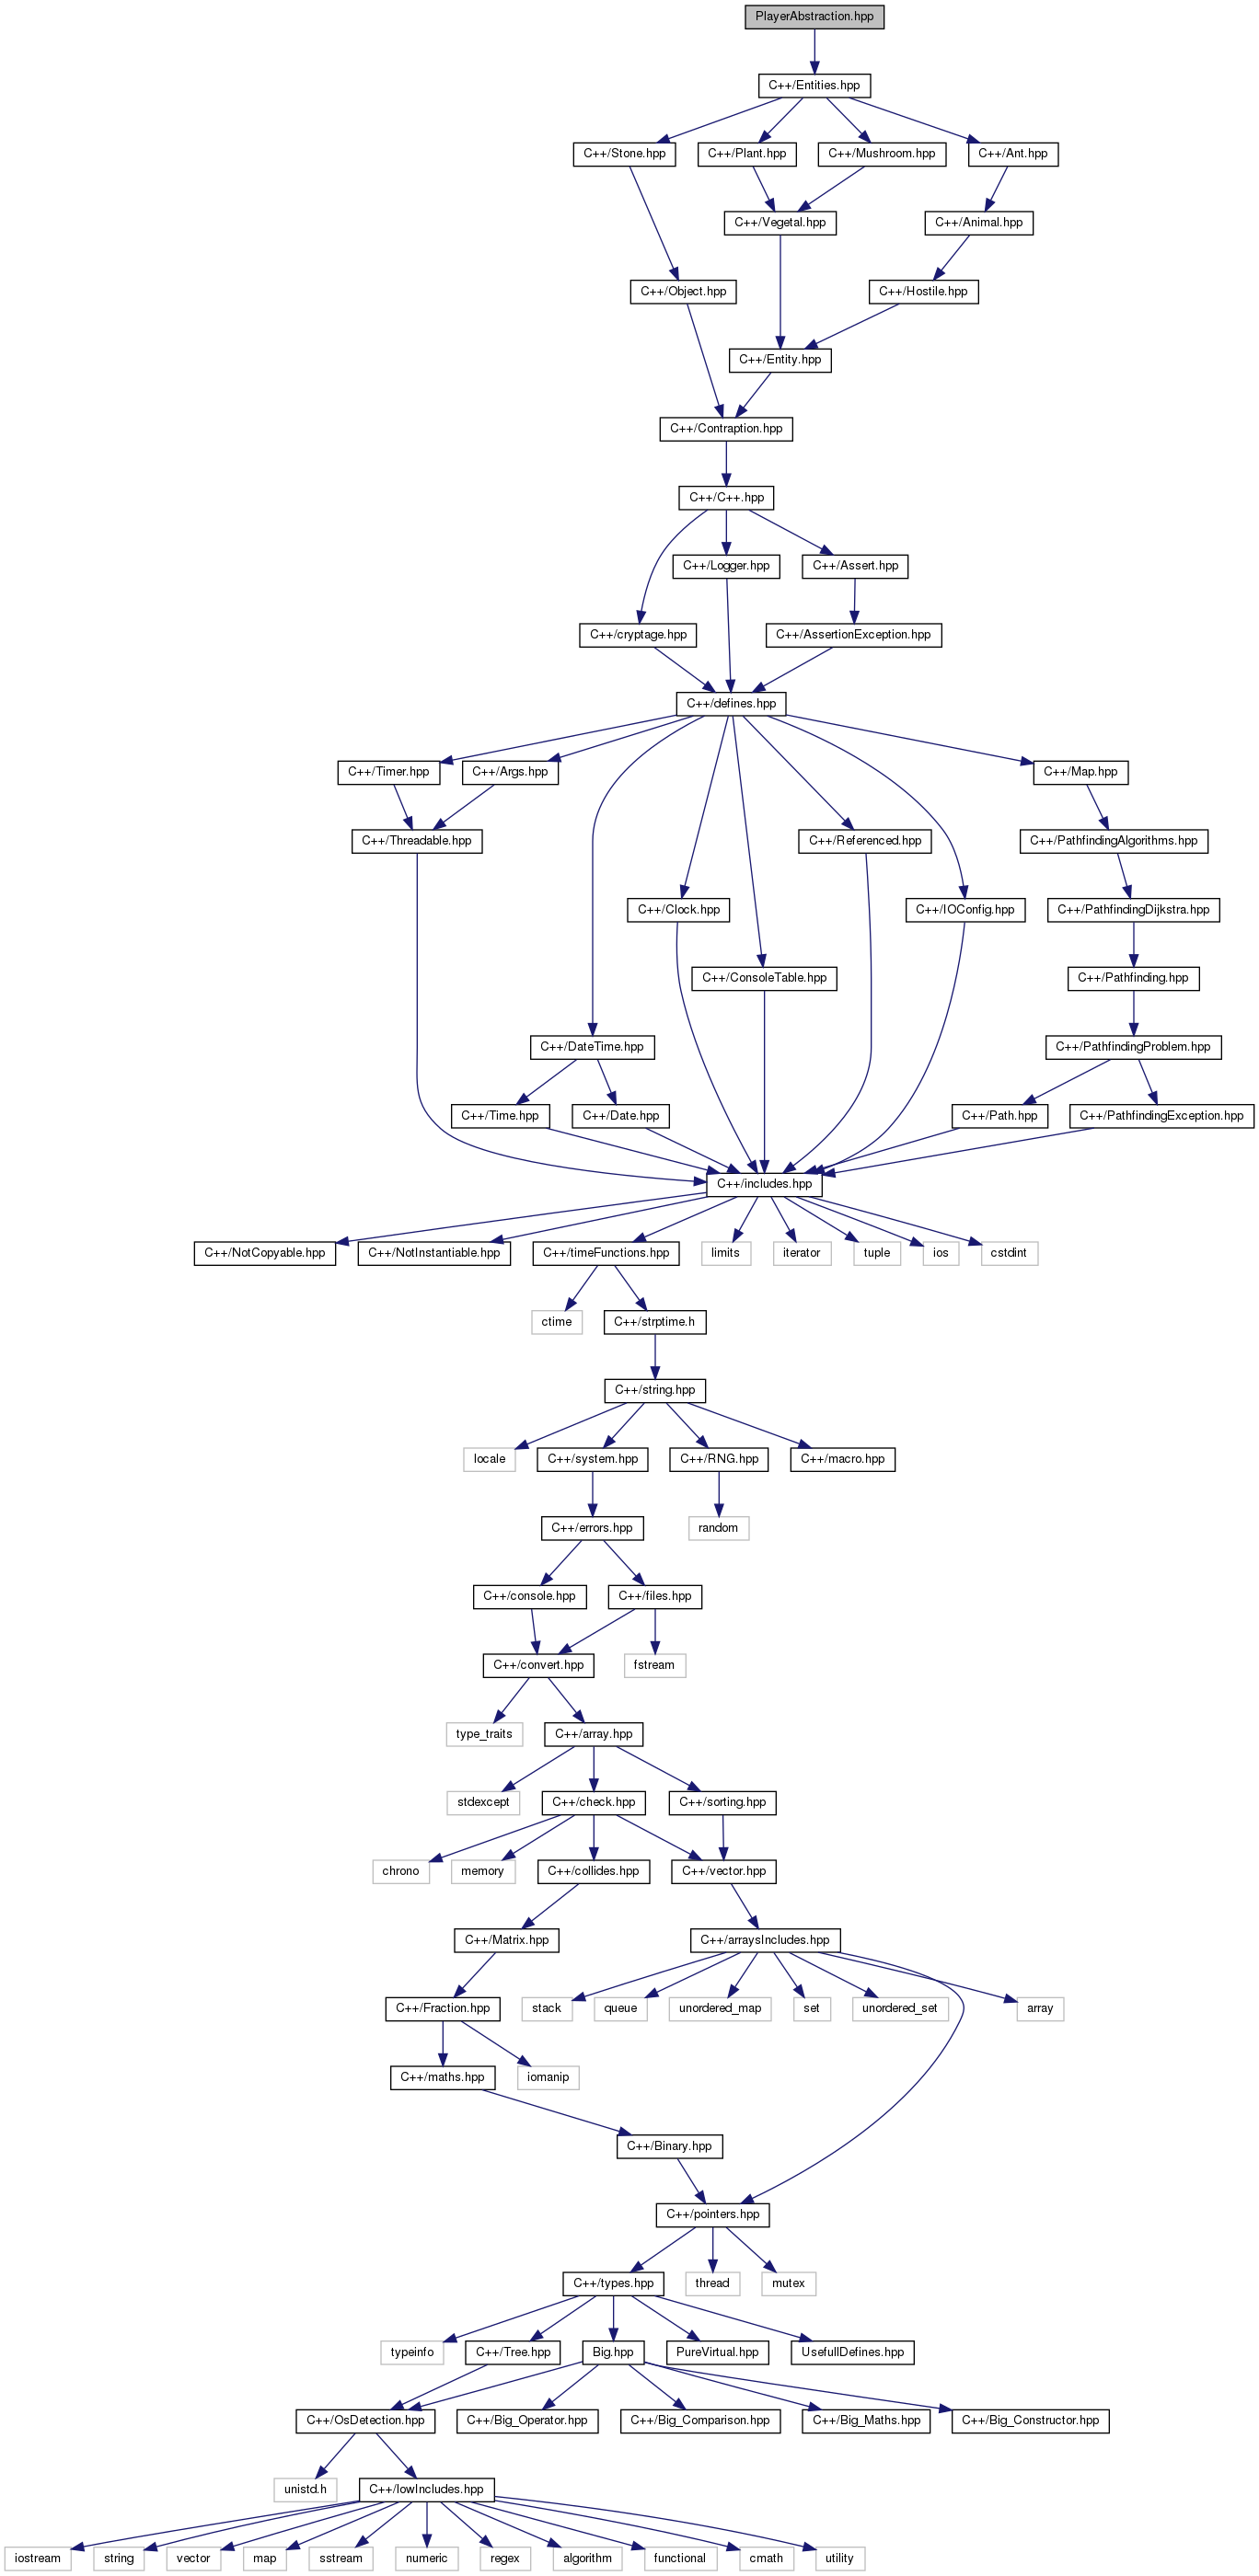 PlayerAbstraction.hpp
C++/Entities.hpp
C++/Stone.hpp
C++/Plant.hpp
C++/Mushroom.hpp
C++/Ant.hpp
C++/Vegetal.hpp
C++/Animal.hpp
C++/Object.hpp
C++/Hostile.hpp
C++/Entity.hpp
C++/Contraption.hpp
C++/C++.hpp
C++/Logger.hpp
C++/Assert.hpp
C++/cryptage.hpp
C++/AssertionException.hpp
C++/defines.hpp
C++/Timer.hpp
C++/Args.hpp
C++/Map.hpp
C++/Threadable.hpp
C++/Referenced.hpp
C++/PathfindingAlgorithms.hpp
C++/Clock.hpp
C++/IOConfig.hpp
C++/PathfindingDijkstra.hpp
C++/ConsoleTable.hpp
C++/Pathfinding.hpp
C++/DateTime.hpp
C++/PathfindingProblem.hpp
C++/Time.hpp
C++/Date.hpp
C++/Path.hpp
C++/PathfindingException.hpp
C++/includes.hpp
C++/NotCopyable.hpp
C++/NotInstantiable.hpp
C++/timeFunctions.hpp
limits
iterator
tuple
ios
cstdint
ctime
C++/strptime.h
C++/string.hpp
locale
C++/system.hpp
C++/RNG.hpp
C++/macro.hpp
C++/errors.hpp
random
C++/console.hpp
C++/files.hpp
C++/convert.hpp
fstream
type_traits
C++/array.hpp
stdexcept
C++/check.hpp
C++/sorting.hpp
chrono
memory
C++/collides.hpp
C++/vector.hpp
C++/Matrix.hpp
C++/arraysIncludes.hpp
C++/Fraction.hpp
stack
queue
unordered_map
set
unordered_set
array
C++/maths.hpp
iomanip
C++/Binary.hpp
C++/pointers.hpp
C++/types.hpp
thread
mutex
typeinfo
C++/Tree.hpp
Big.hpp
PureVirtual.hpp
UsefullDefines.hpp
C++/OsDetection.hpp
C++/Big_Operator.hpp
C++/Big_Comparison.hpp
C++/Big_Maths.hpp
C++/Big_Constructor.hpp
unistd.h
C++/lowIncludes.hpp
iostream
string
vector
map
sstream
numeric
regex
algorithm
functional
cmath
utility